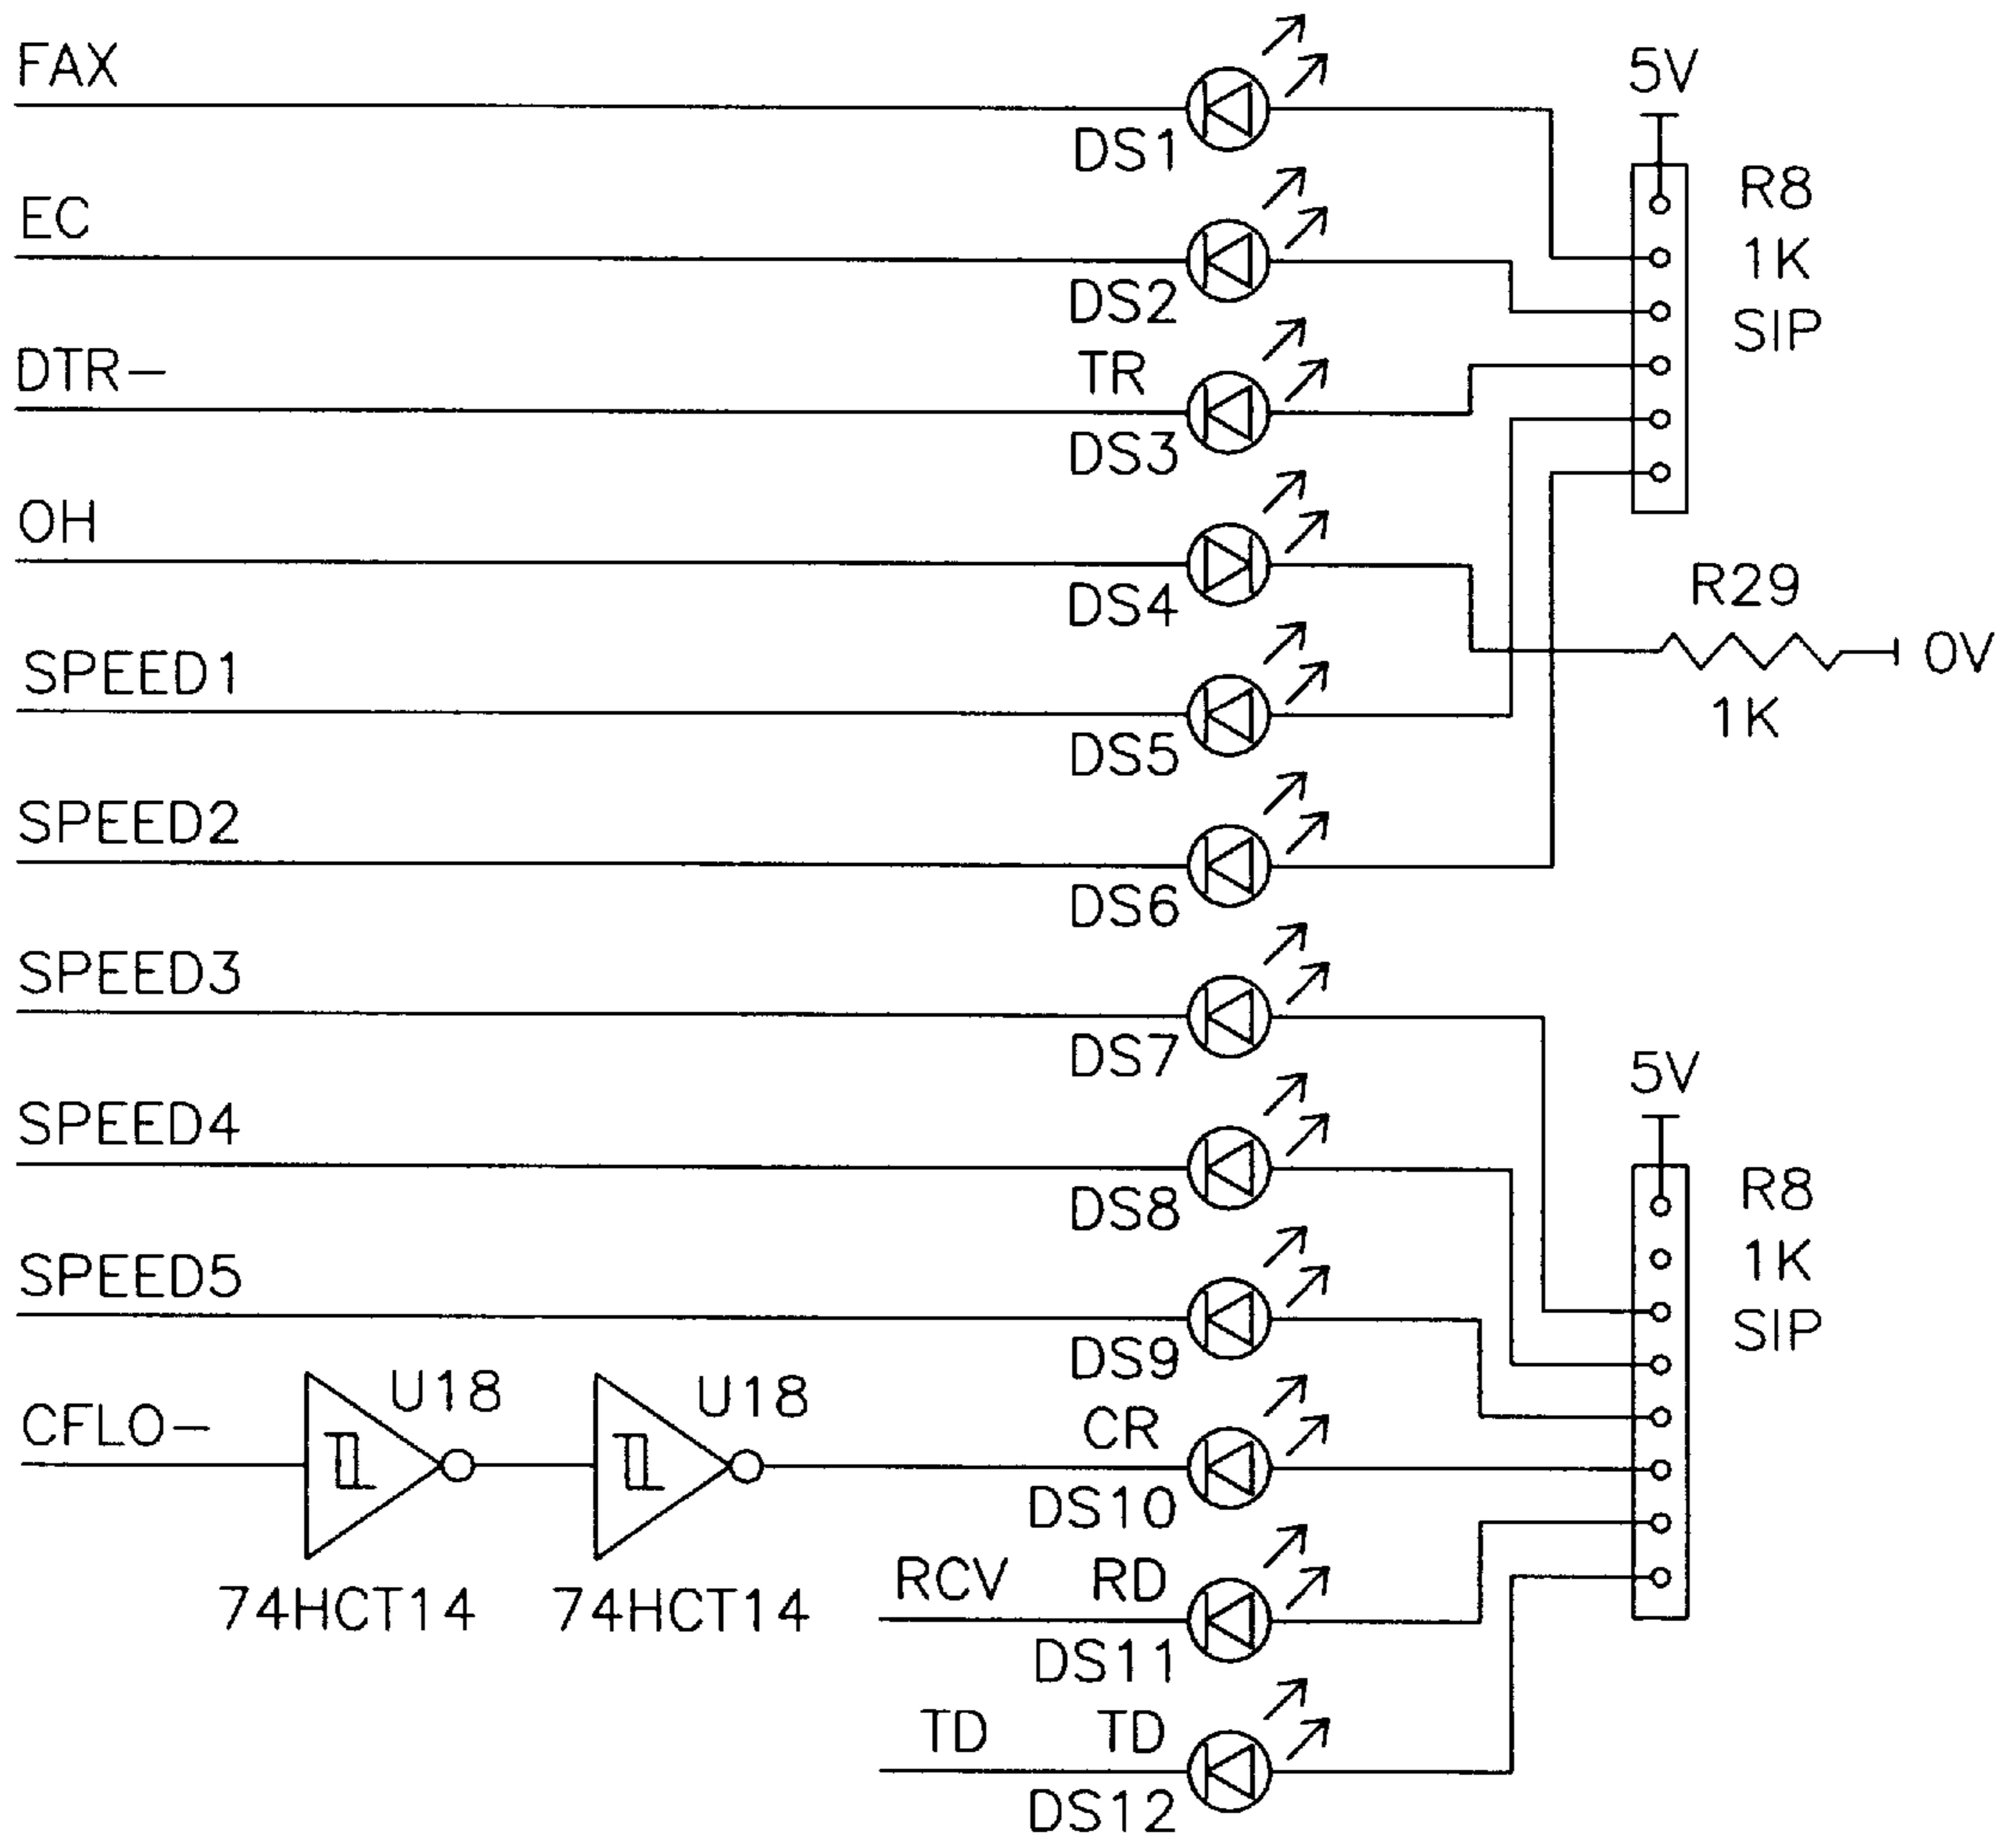 FAX
5V
DS1
R8
EC
1K
DS2
SIP
DTR-
TR
DS3
OH
R29
DS4
0V
SPEED1
1K
DS5
SPEED2
DS6
SPEED3
DS7
5V
SPEED4
R8
DS8
1K
SPEED5
SIP
DS9
U18
U18
CFLO-
CR
DS10
RCV
RD
74HCT14
74HCT14
DS11
TD
TD
DS12